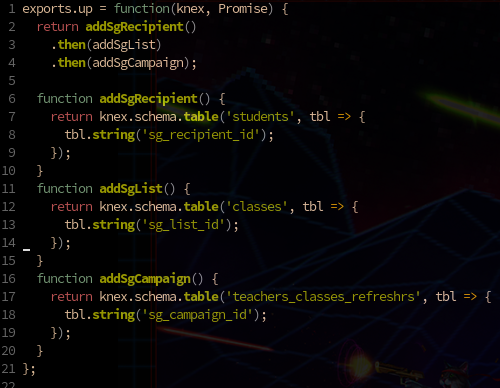 1 exports.up = function(knex, Promise) {
2   return addSgRecipient()
3     .then(addSgList)
4     .then(addSgCampaign);
5
6   function addSgRecipient() {
7     return knex.schema.table('students', tbl => {
8       tbl.string('sg_recipient_id');
9     });
10   }
11   function addSgList() {
12     return knex.schema.table('classes', tbl => {
13       tbl.string('sg_list_id');
14     });
15   }
16   function addSgCampaign() {
17     return knex.schema.table('teachers_classes_refreshrs', tbl => {
18       tbl.string('sg_campaign_id');
19     });
20   }
21 };
22